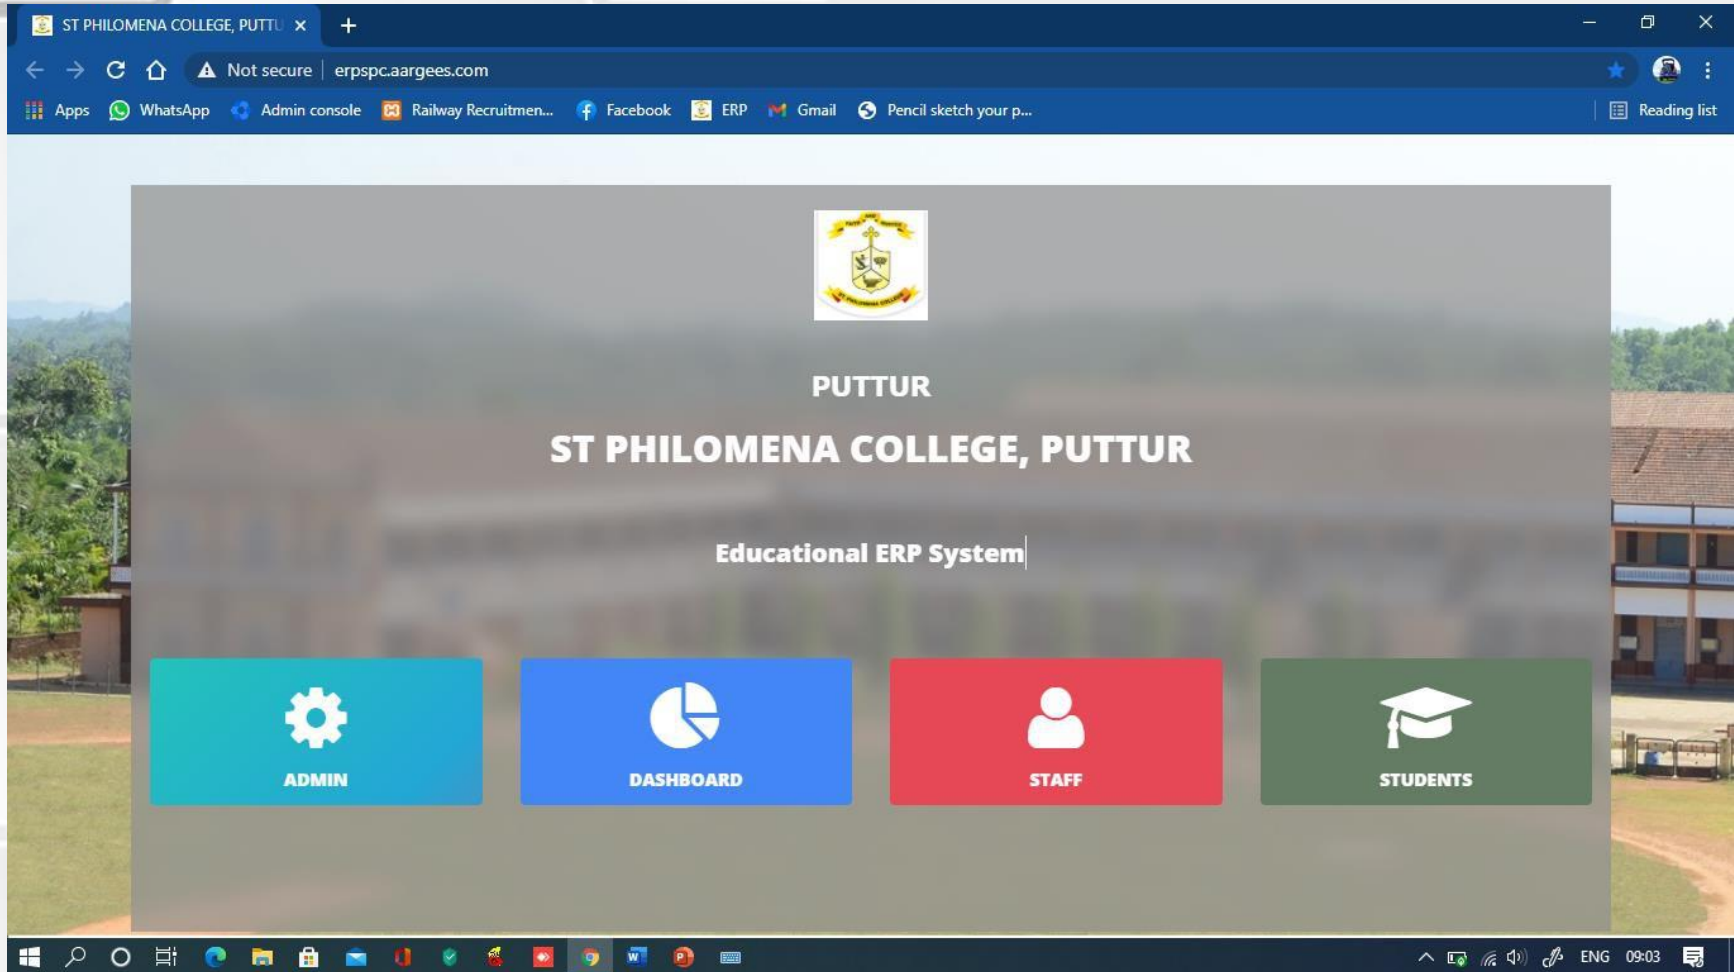 ST PHILOMENA COLLEGE, PUTTU
Not secure | erpspc.aargees.com
Apps WhatsApp Admin console Railway Recruitmen... Facebook ERP Gmail Pencil sketch your p... Reading list
PUTTUR
ST PHILOMENA COLLEGE, PUTTUR
Educational ERP System
ADMIN DASHBOARD STAFF STUDENTS
ENG 09:03